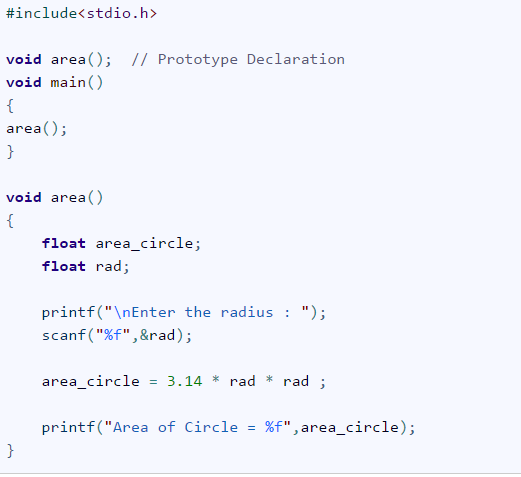 #include<stdio.h>
void area();  // Prototype Declaration
void main()
{
area();
}
void area()
{
    float area_circle;
    float rad;
    printf("\nEnter the radius : ");
    scanf("%f",&rad);
    area_circle = 3.14 * rad * rad ;
    printf("Area of Circle = %f",area_circle);
}